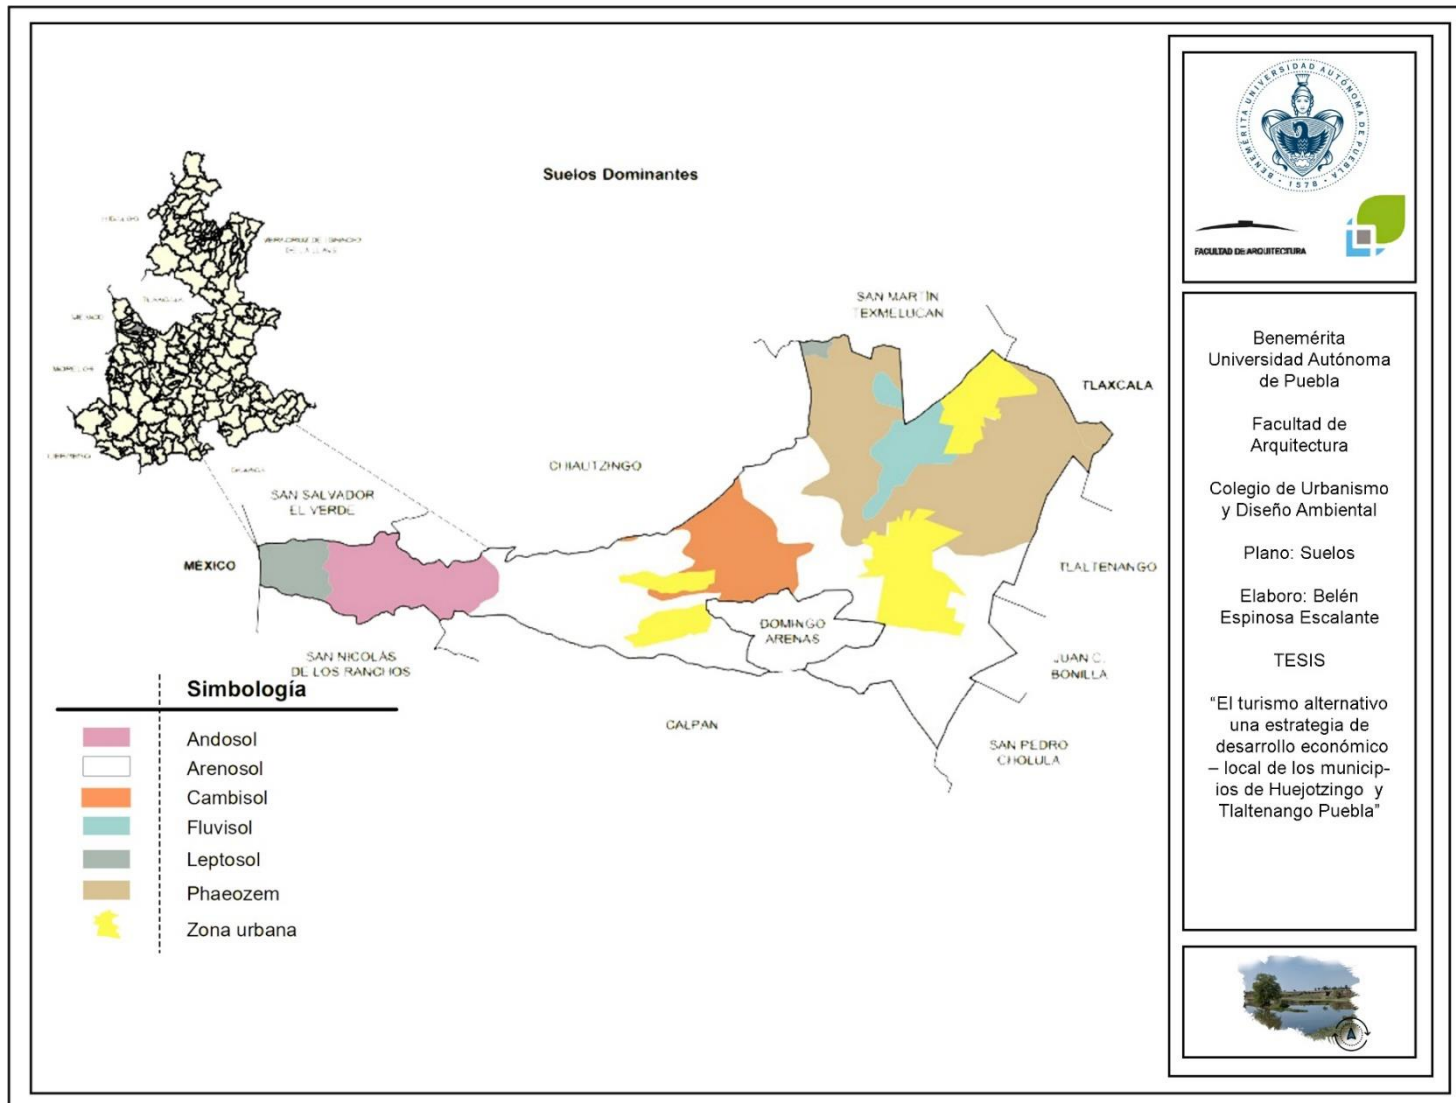 Suelos Dominantes
SAN MARTÍN
TEXMELUCAN
TLAXCALA
CHIAUTZINGO
SAN SALVADOR
EL VERDE
MÉXICO
TLALTENANGO
DOMINGO
ARENAS
SAN NICOLÁS
DE LOS RANCHOS
JUAN C.
BONILLA
CALPAN
SAN PEDRO
CHOLULA
Simbología
Andosol
Arenosol
Cambisol
Fluvisol
Leptosol
Phaeozem
Zona urbana
BENEMÉRITA UNIVERSIDAD AUTÓNOMA DE PUEBLA
1578
FACULTAD DE ARQUITECTURA
Benemérita
Universidad Autónoma
de Puebla
Facultad de
Arquitectura
Colegio de Urbanismo
y Diseño Ambiental
Plano: Suelos
Elaboro: Belén
Espinosa Escalante
TESIS
“El turismo alternativo
una estrategia de
desarrollo económico
– local de los municip-
ios de Huejotzingo y
Tlaltenango Puebla”